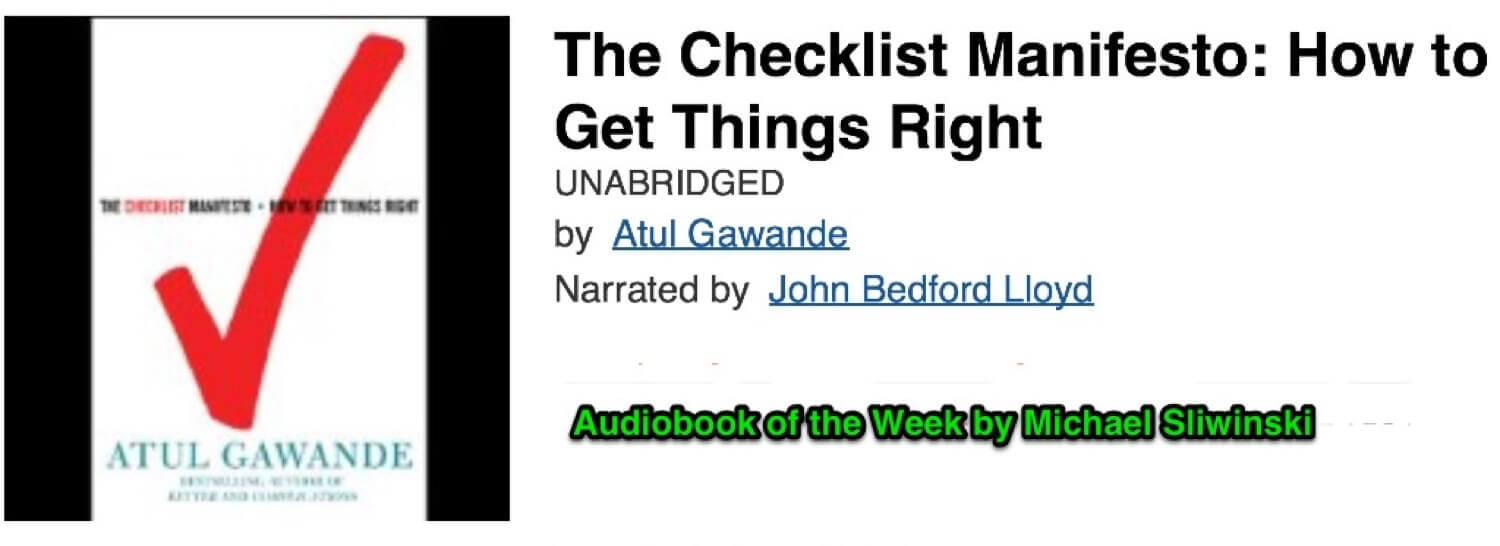 THE CHECKLIST MANIFESTO • HOW TO GET THINGS RIGHT
ATUL GAWANDE
BESTSELLING AUTHOR OF
BETTER AND COMPLICATIONS
The Checklist Manifesto: How to
Get Things Right
UNABRIDGED
by Atul Gawande
Narrated by John Bedford Lloyd
Audiobook of the Week by Michael Sliwinski